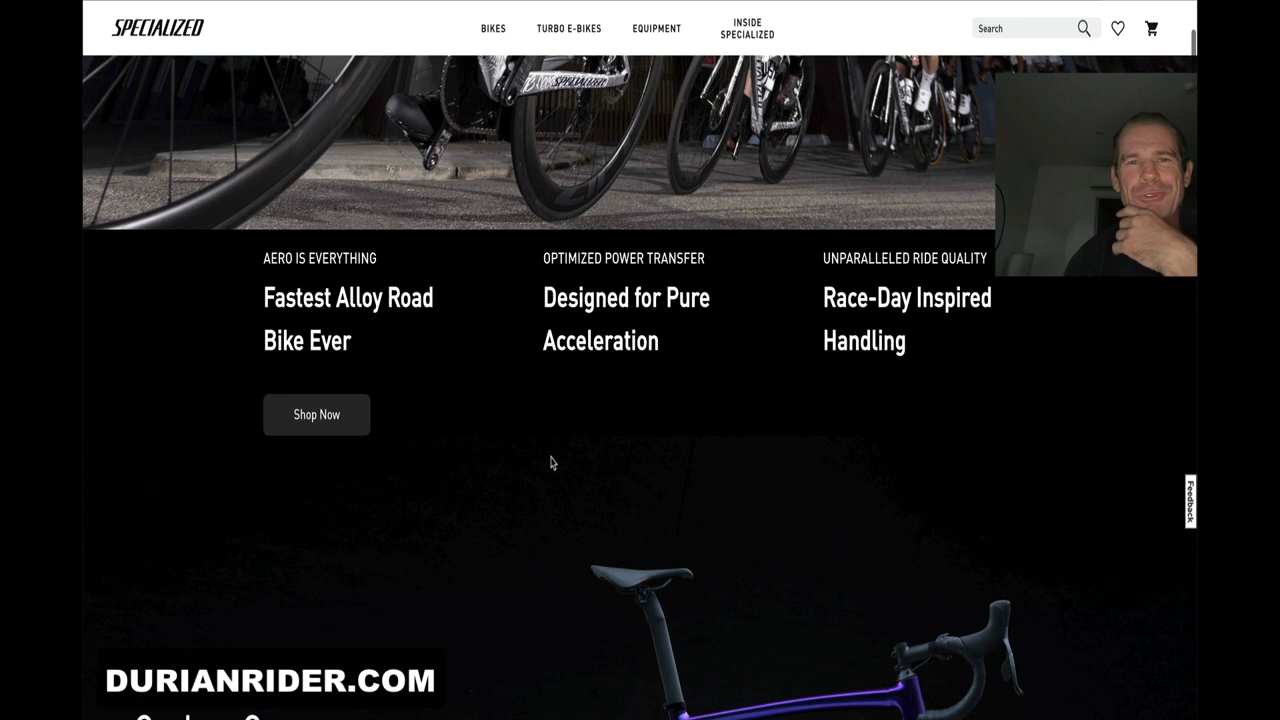 SPECIALIZED
BIKES
TURBO E-BIKES
EQUIPMENT
INSIDE
SPECIALIZED
Search
SPECIALIZED
AERO IS EVERYTHING
Fastest Alloy Road
Bike Ever
OPTIMIZED POWER TRANSFER
Designed for Pure
Acceleration
UNPARALLELED RIDE QUALITY
Race-Day Inspired
Handling
Shop Now
Feedback
DURIANRIDER.COM